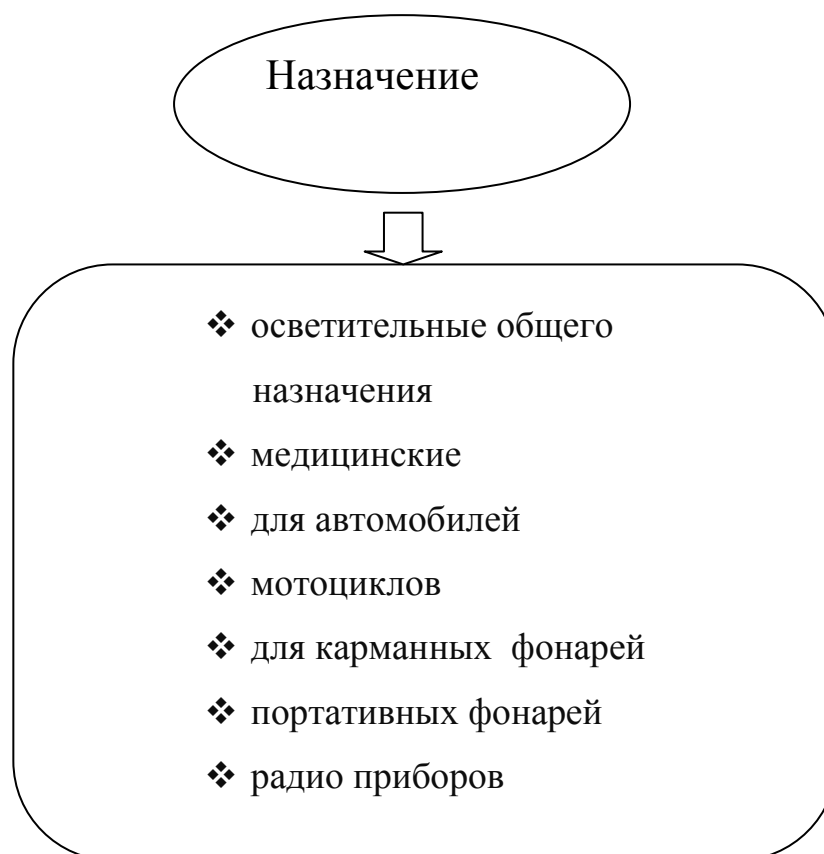 Назначение
❖ осветительные общего
назначения
❖ медицинские
❖ для автомобилей
❖ мотоциклов
❖ для карманных фонарей
❖ портативных фонарей
❖ радио приборов